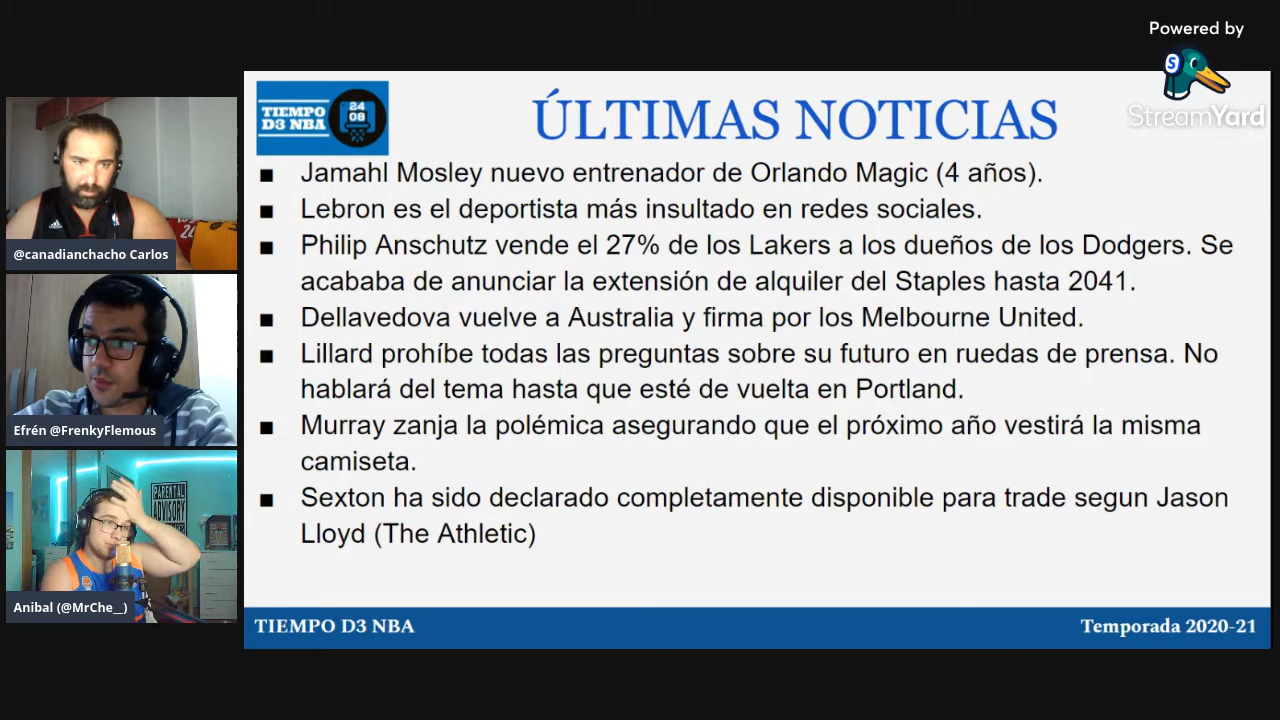 Powered by
StreamYard
TIEMPO
D3 NBA
24
08
ÚLTIMAS NOTICIAS
■ Jamahl Mosley nuevo entrenador de Orlando Magic (4 años).
■ Lebron es el deportista más insultado en redes sociales.
■ Philip Anschutz vende el 27% de los Lakers a los dueños de los Dodgers. Se
acababa de anunciar la extensión de alquiler del Staples hasta 2041.
■ Dellavedova vuelve a Australia y firma por los Melbourne United.
■ Lillard prohíbe todas las preguntas sobre su futuro en ruedas de prensa. No
hablará del tema hasta que esté de vuelta en Portland.
■ Murray zanja la polémica asegurando que el próximo año vestirá la misma
camiseta.
■ Sexton ha sido declarado completamente disponible para trade segun Jason
Lloyd (The Athletic)
TIEMPO D3 NBA
Temporada 2020-21
@canadianchacho Carlos
Efrén @FrenkyFlemous
PARENTAL
ADVISORY
Anibal (@MrChe__)